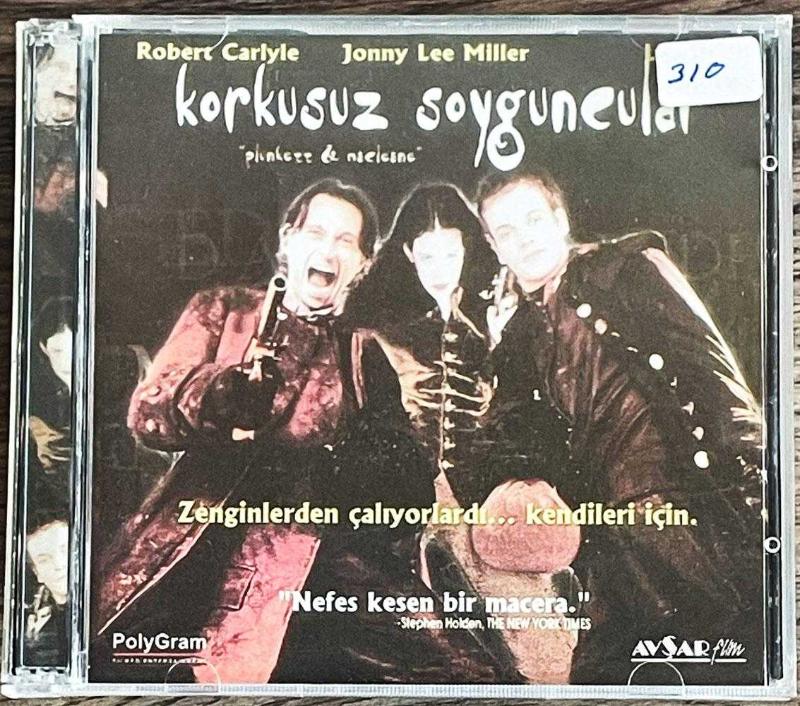 Robert Carlyle Jonny Lee Miller
310
korkusuz soyguncular
"plunkett & macleane"
Zenginlerden çalıyorlardı... kendileri için.
"Nefes kesen bir macera."
-Stephen Holden, THE NEW YORK TIMES
PolyGram
AVŞAR film